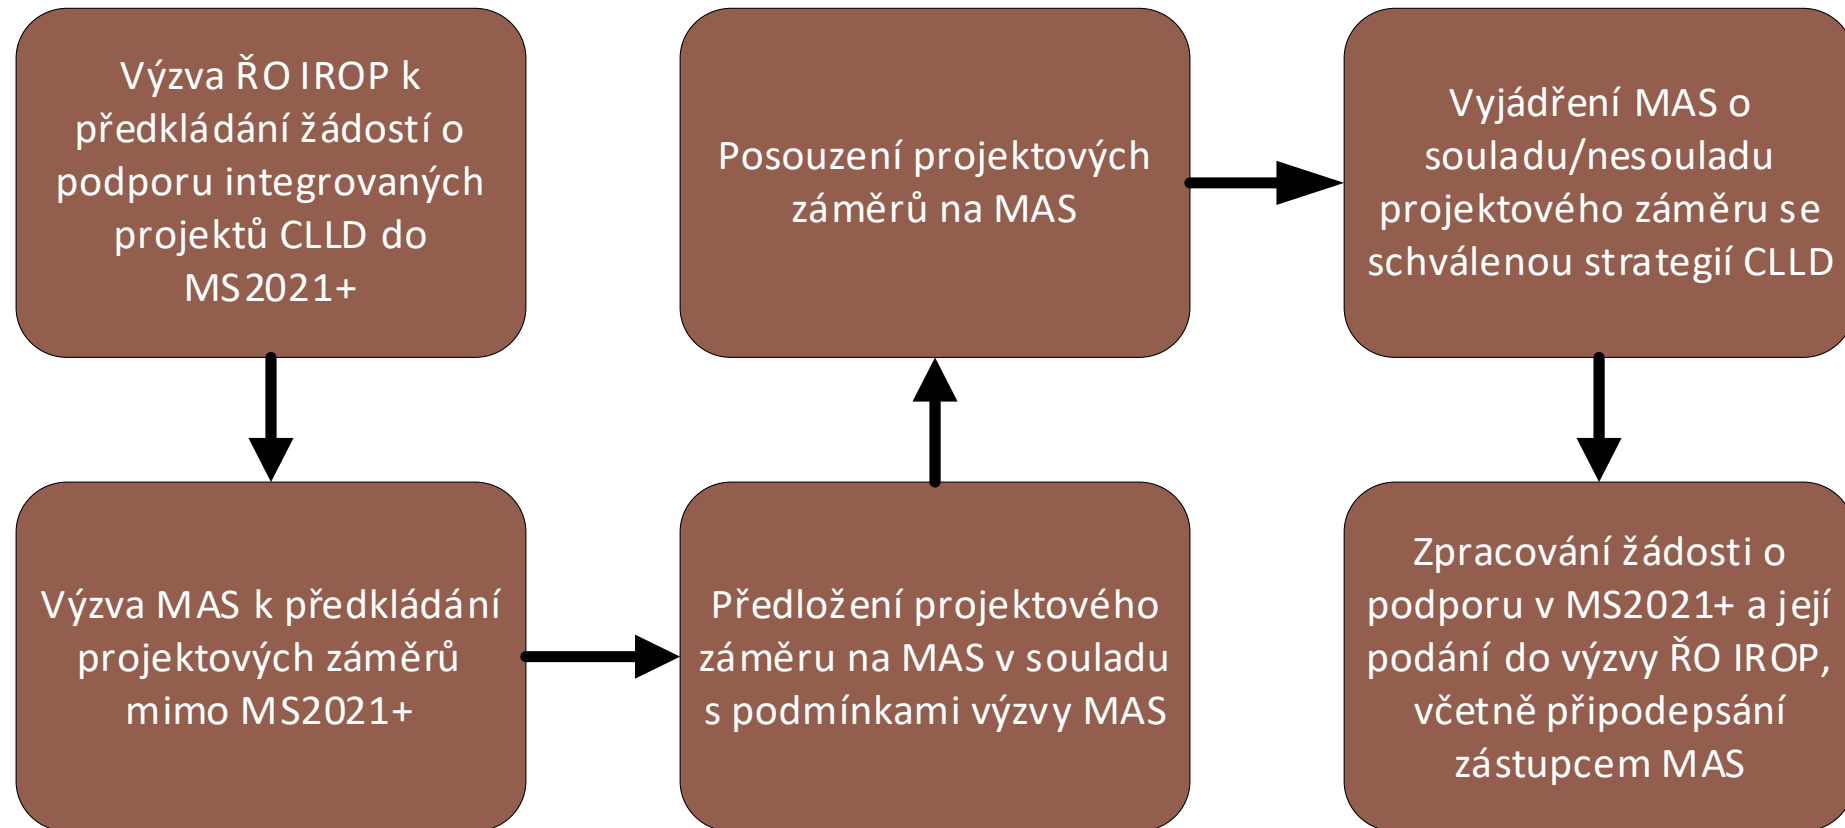 Výzva ŘO IROP k
předkládání žádostí o
podporu integrovaných
projektů CLLD do
MS2021+
Výzva MAS k předkládání
projektových záměrů
mimo MS2021+
Předložení projektového
záměru na MAS v souladu
s podmínkami výzvy MAS
Posouzení projektových
záměrů na MAS
Vyjádření MAS o
souladu/nesouladu
projektového záměru se
schválenou strategií CLLD
Zpracování žádosti o
podporu v MS2021+ a její
podání do výzvy ŘO IROP,
včetně připodepsání
zástupcem MAS